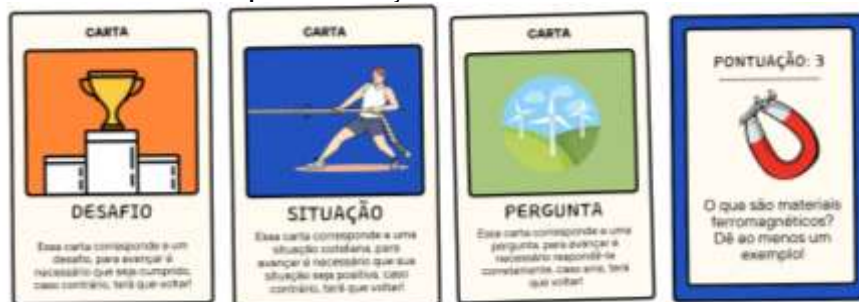 CARTA
DESAFIO
Essa carta corresponde a um
desafio, para avançar é
necessário que seja cumprido,
caso contrário, terá que voltar!
CARTA
SITUAÇÃO
Essa carta corresponde a uma
situação cotidiana, para
avançar é necessário que sua
situação seja positiva, caso
contrário, terá que voltar!
CARTA
PERGUNTA
Essa carta corresponde a uma
pergunta, para avançar é
necessário respondê-la
corretamente, caso erre, terá
que voltar!
PONTUAÇÃO: 3
O que são materiais
ferromagnéticos?
Dê ao menos um
exemplo!